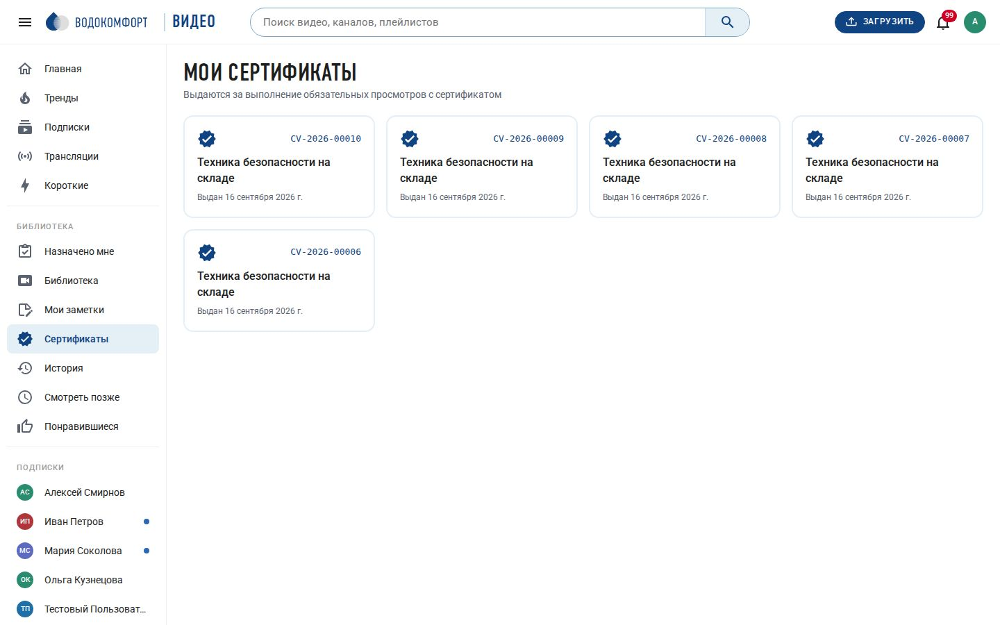 ВОДОКОМФОРТ
ВИДЕО
Поиск видео, каналов, плейлистов
ЗАГРУЗИТЬ
99
А
Главная
Тренды
Подписки
Трансляции
Короткие
БИБЛИОТЕКА
Назначено мне
Библиотека
Мои заметки
Сертификаты
История
Смотреть позже
Понравившиеся
ПОДПИСКИ
АС Алексей Смирнов
ИП Иван Петров
МС Мария Соколова
ОК Ольга Кузнецова
ТП Тестовый Пользоват...
МОИ СЕРТИФИКАТЫ
Выдаются за выполнение обязательных просмотров с сертификатом
CV-2026-00010
Техника безопасности на
складе
Выдан 16 сентября 2026 г.
CV-2026-00009
Техника безопасности на
складе
Выдан 16 сентября 2026 г.
CV-2026-00008
Техника безопасности на
складе
Выдан 16 сентября 2026 г.
CV-2026-00007
Техника безопасности на
складе
Выдан 16 сентября 2026 г.
CV-2026-00006
Техника безопасности на
складе
Выдан 16 сентября 2026 г.